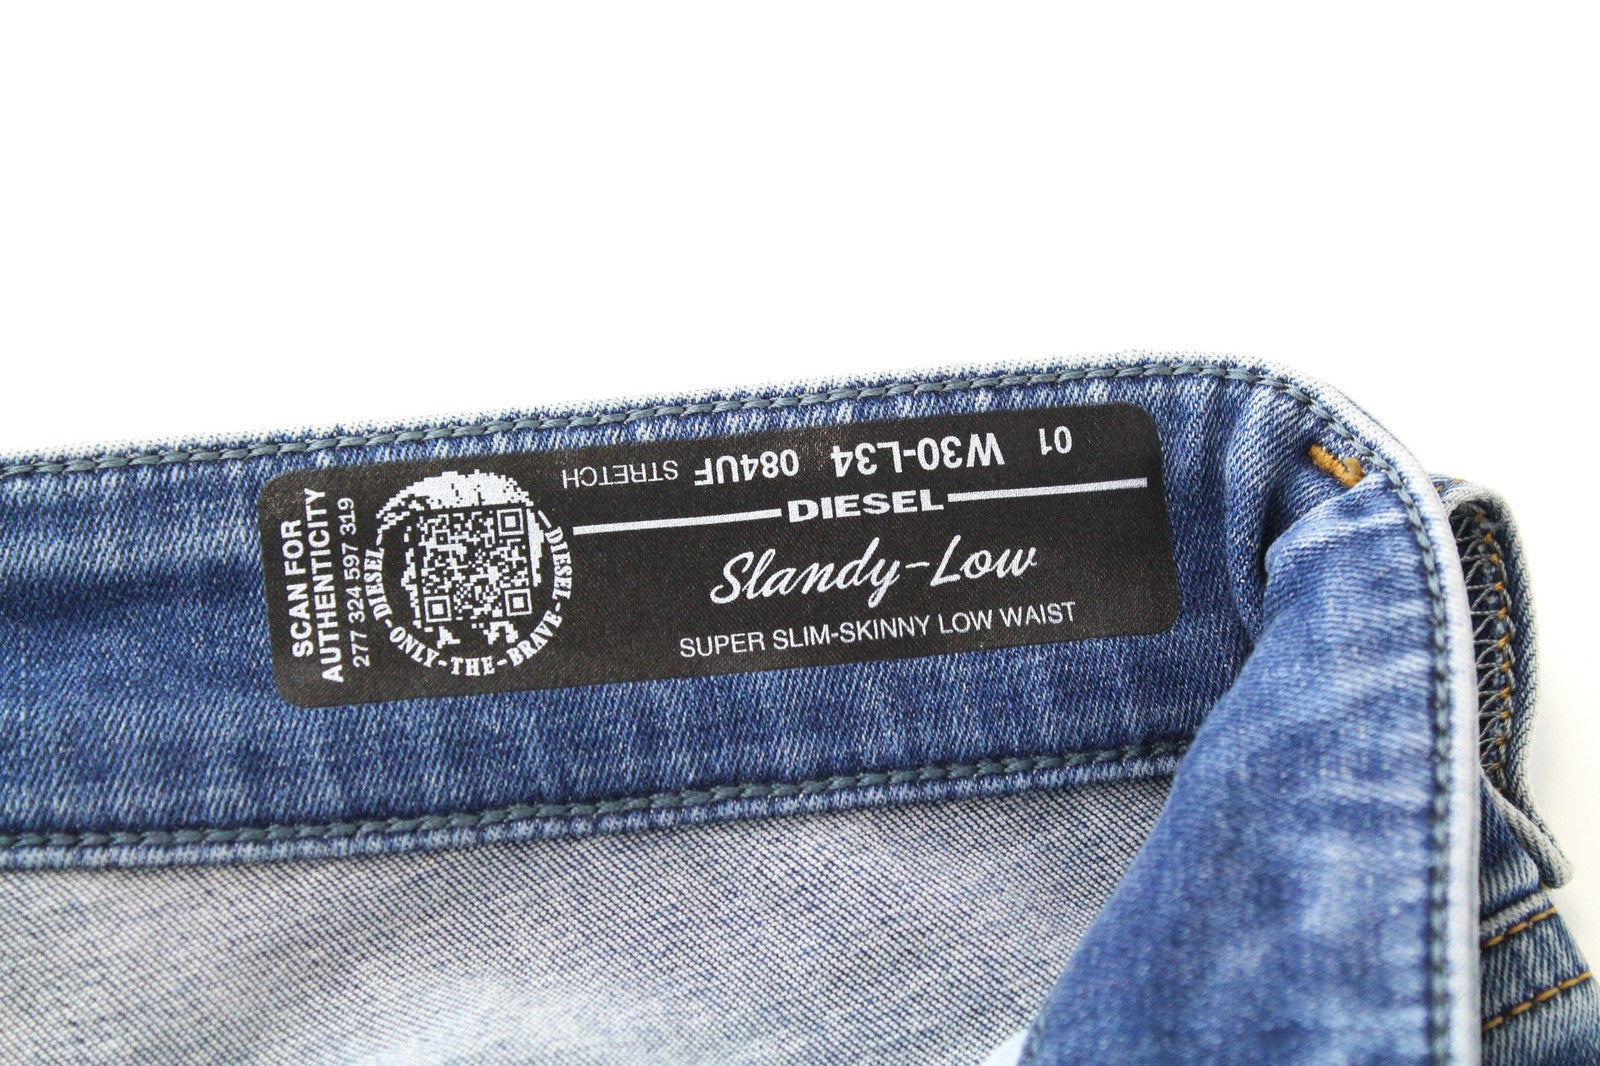 SCAN FOR
AUTHENTICITY
277 324 597 319
DIESEL-ONLY-THE-BRAVE-DIESEL
01 W30-L34 084UF STRETCH
DIESEL
Slandy-Low
SUPER SLIM-SKINNY LOW WAIST